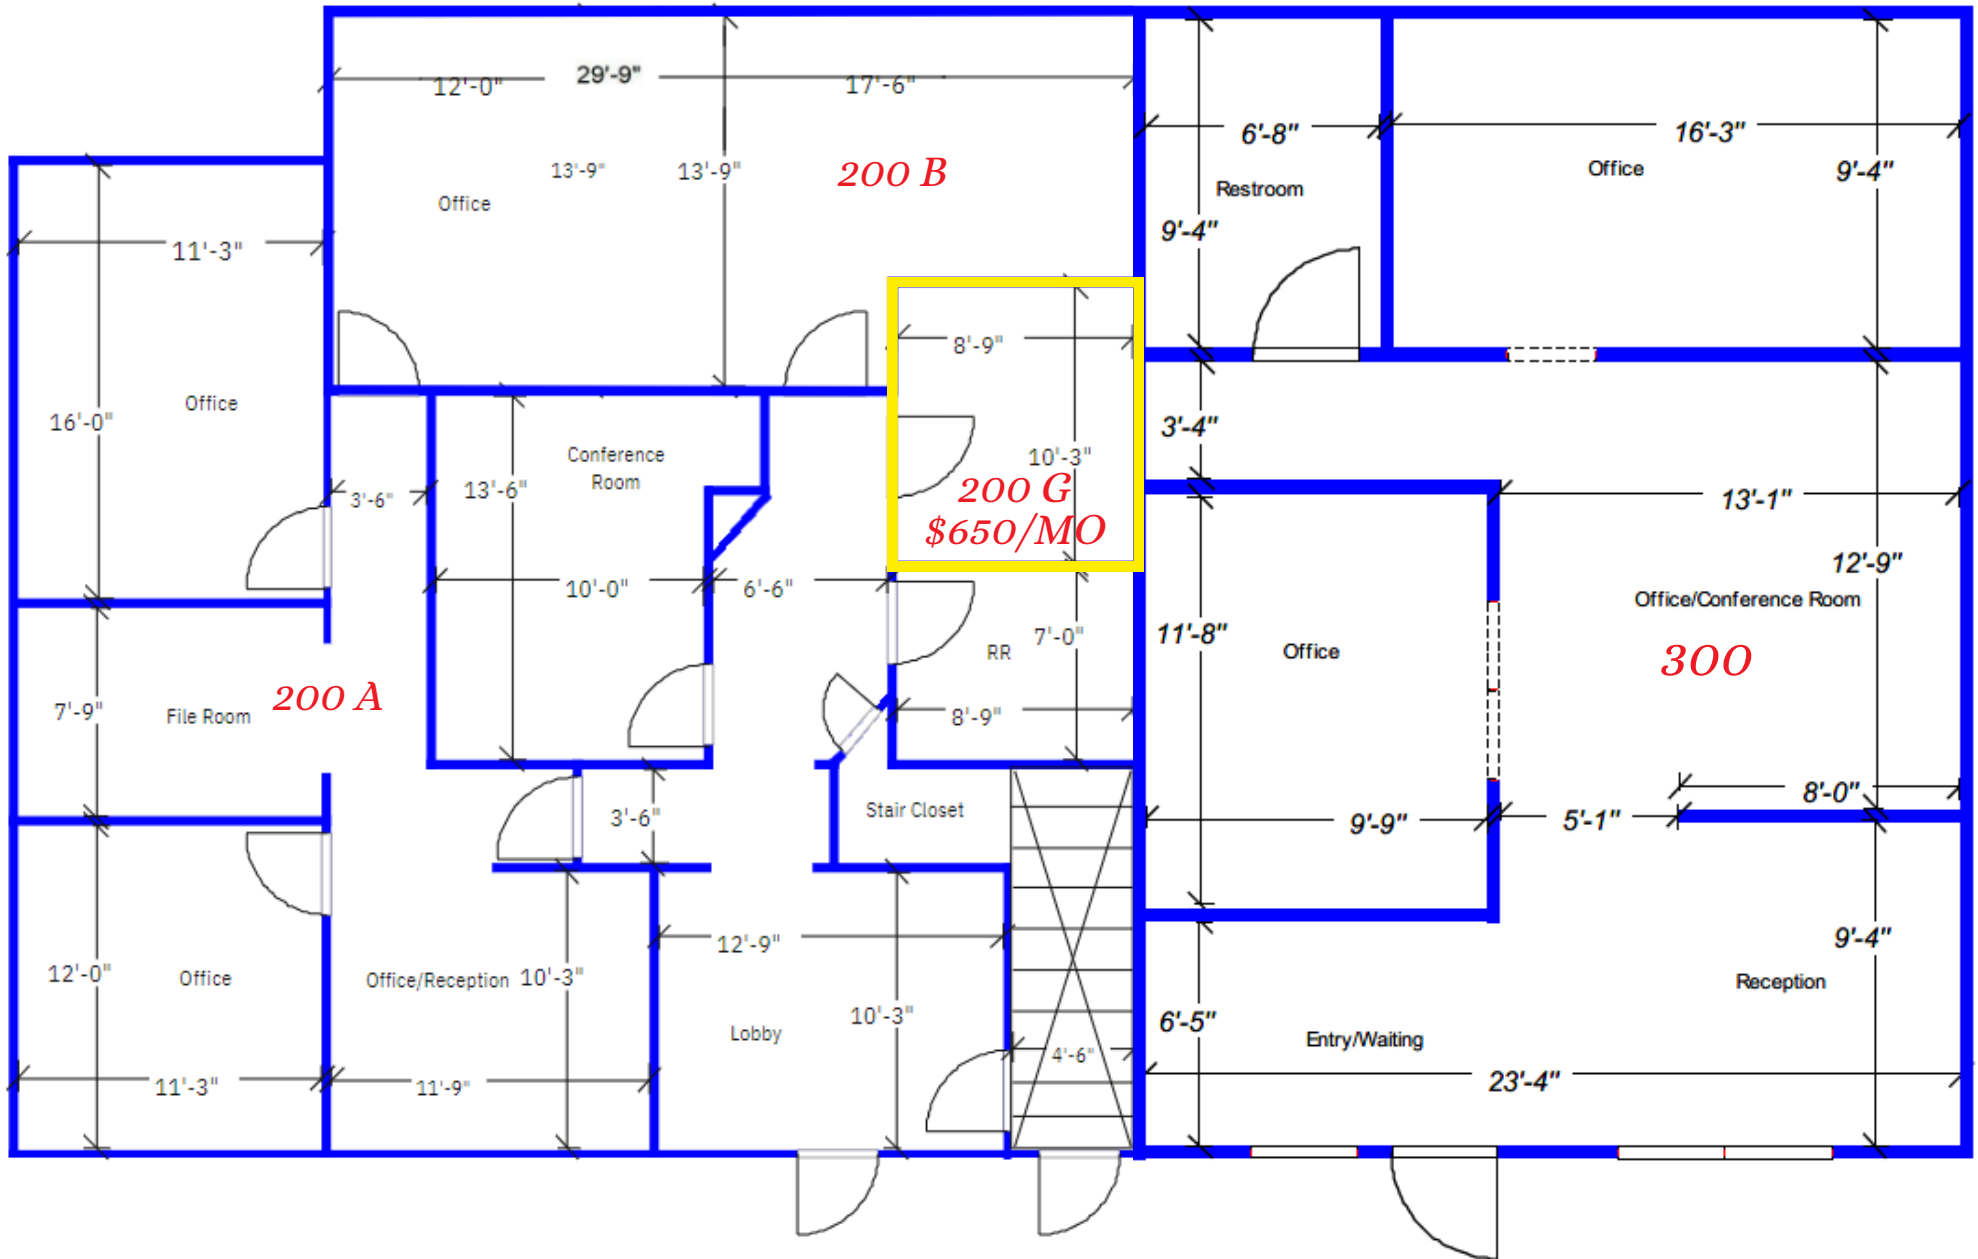 12'-0"
29'-9"
17'-6"
6'-8"
16'-3"
13'-9"
13'-9"
200 B
Office
9'-4"
Restroom
Office
9'-4"
11'-3"
8'-9"
Office
16'-0"
3'-4"
Conference
Room
10'-3"
3'-6"
13'-6"
200 G
$650/MO
13'-1"
12'-9"
10'-0"
6'-6"
Office/Conference Room
11'-8"
7'-0"
RR
Office
300
7'-9"
File Room
200 A
8'-9"
8'-0"
3'-6"
Stair Closet
9'-9"
5'-1"
12'-9"
9'-4"
12'-0"
Office
Office/Reception
10'-3"
Reception
Lobby
10'-3"
6'-5"
Entry/Waiting
4'-6"
11'-3"
11'-9"
23'-4"